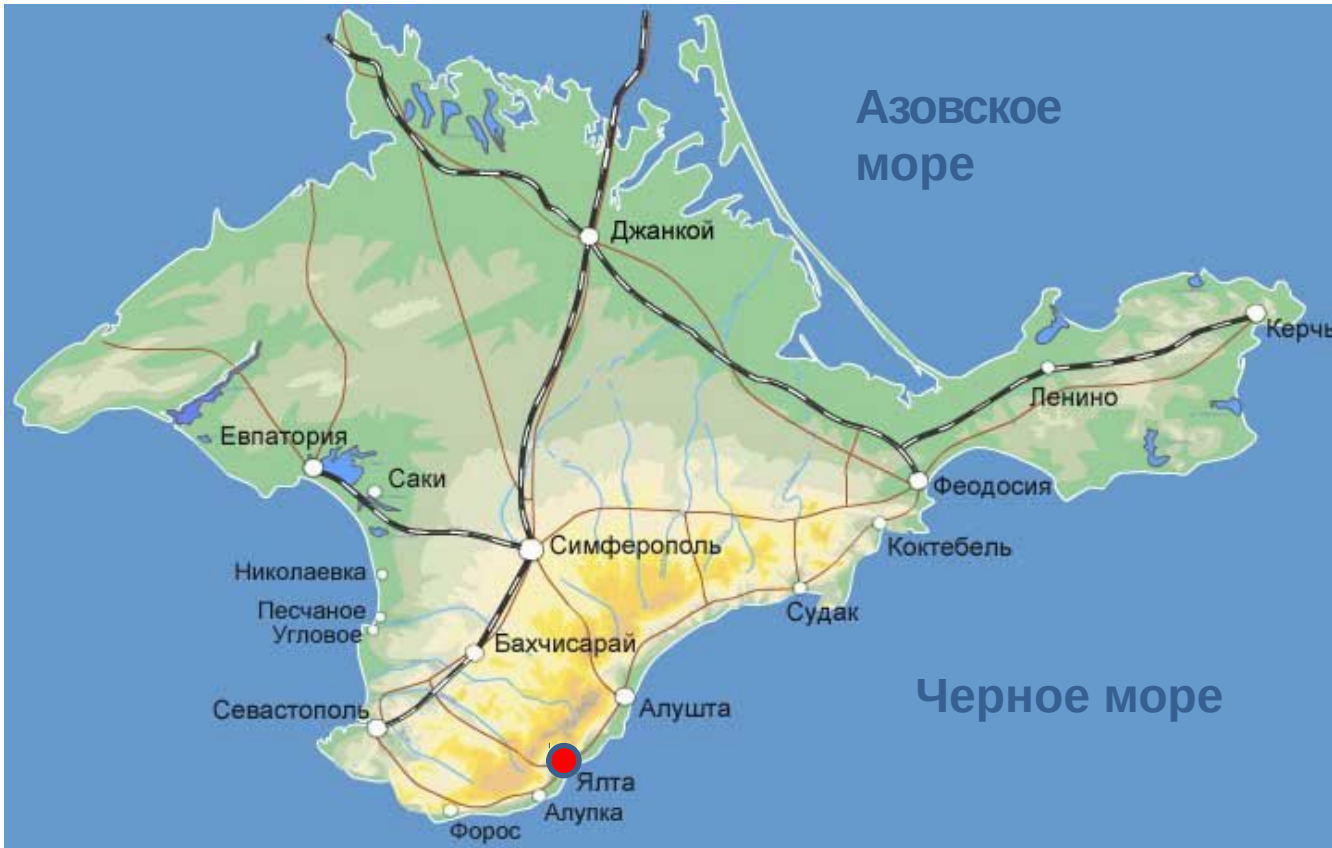 Азовское
море
Джанкой
Керчь
Ленино
Евпатория
Саки
Феодосия
Симферополь
Коктебель
Николаевка
Песчаное
Угловое
Судак
Бахчисарай
Севастополь
Алушта
Черное море
Ялта
Алупка
Форос